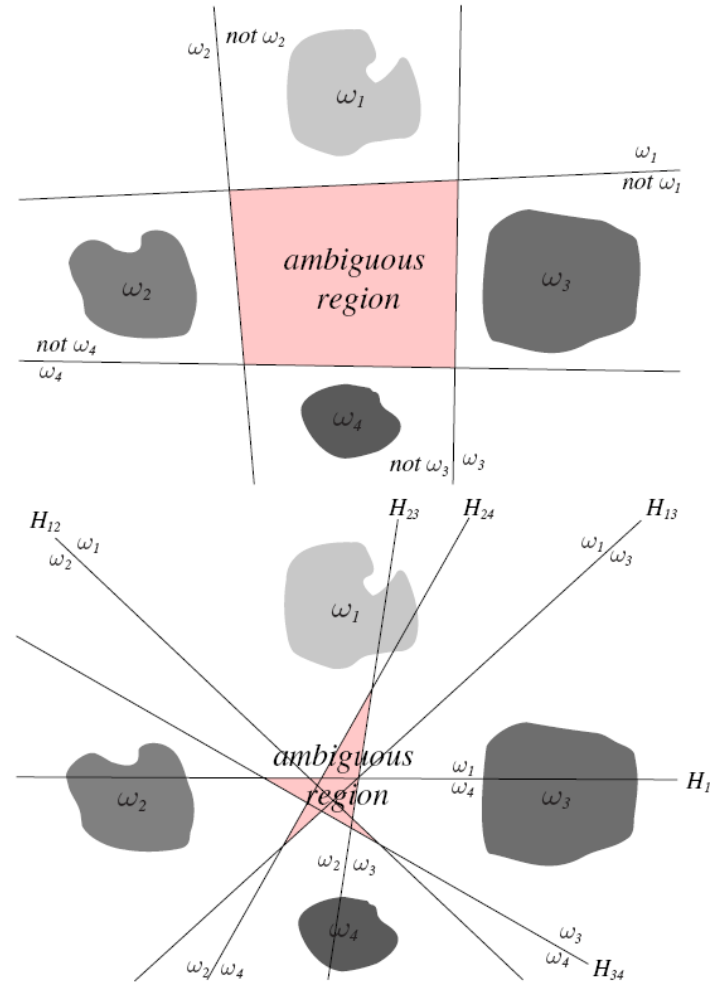 ω₂ not ω₂
ω₁
ω₁
not ω₁
ambiguous
region
ω₂
ω₃
not ω₄
ω₄
ω₄
not ω₃ ω₃
H₁₂ ω₁
ω₂
H₂₃ H₂₄ H₁₃
ω₁ ω₃
ω₁
ambiguous
region
ω₁
ω₄
H₁
ω₂
ω₃
ω₂ ω₃
ω₄
ω₂ ω₄
ω₃
ω₄ H₃₄